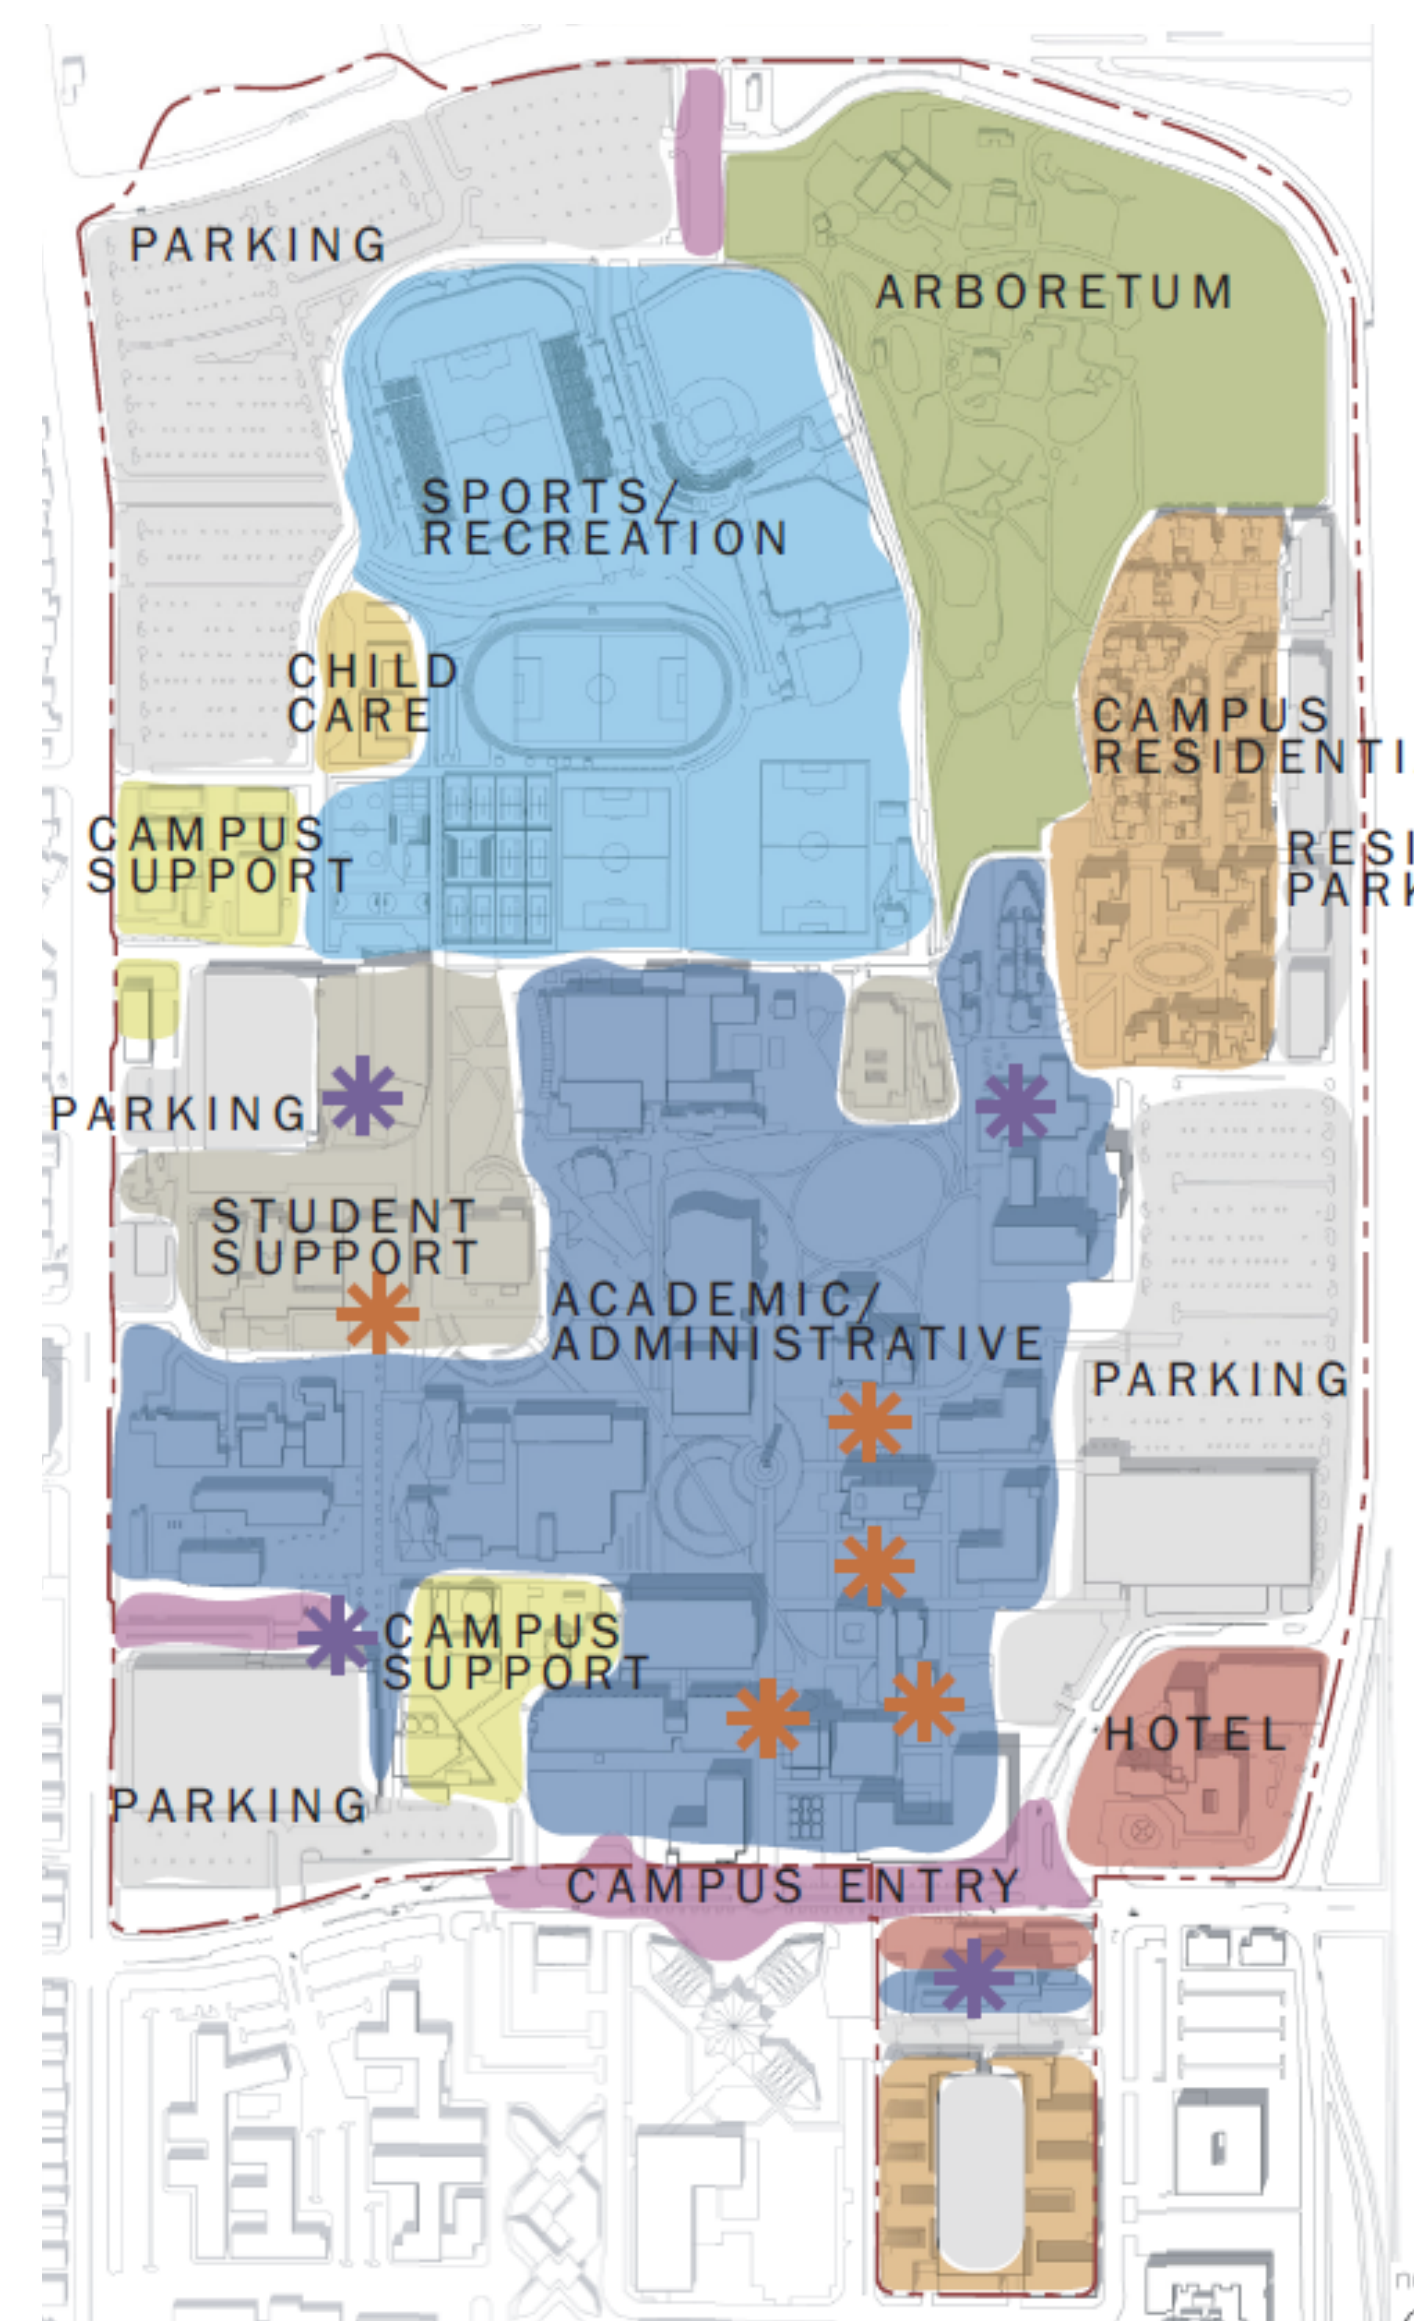 PARKING
ARBORETUM
SPORTS/
RECREATION
CHILD
CARE
CAMPUS
RESIDENTI
CAMPUS
SUPPORT
RESI
PARK
PARKING
STUDENT
SUPPORT
ACADEMIC/
ADMINISTRATIVE
PARKING
CAMPUS
SUPPORT
HOTEL
PARKING
CAMPUS ENTRY